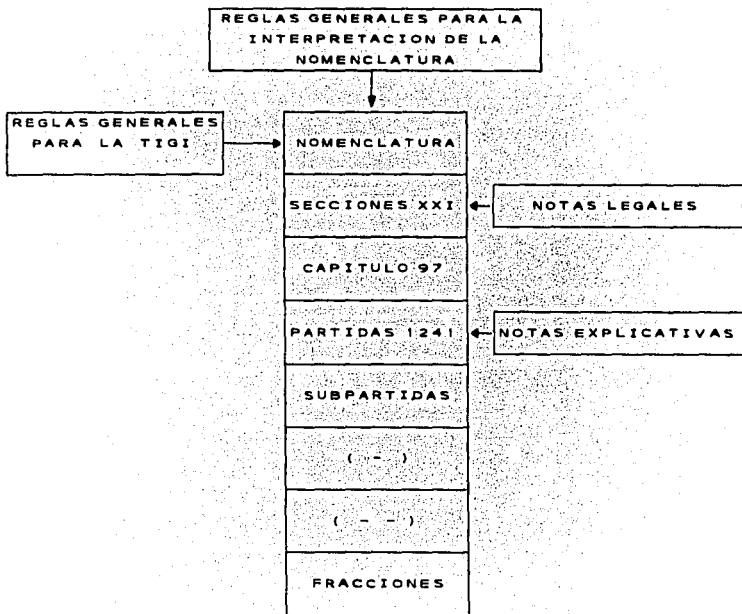 REGLAS GENERALES PARA LA
INTERPRETACION DE LA
NOMENCLATURA
REGLAS GENERALES
PARA LA TIGI
NOMENCLATURA
SECCIONES XXI
NOTAS LEGALES
CAPITULO 97
PARTIDAS 1241
NOTAS EXPLICATIVAS
SUBPARTIDAS
( - )
( - - )
FRACCIONES